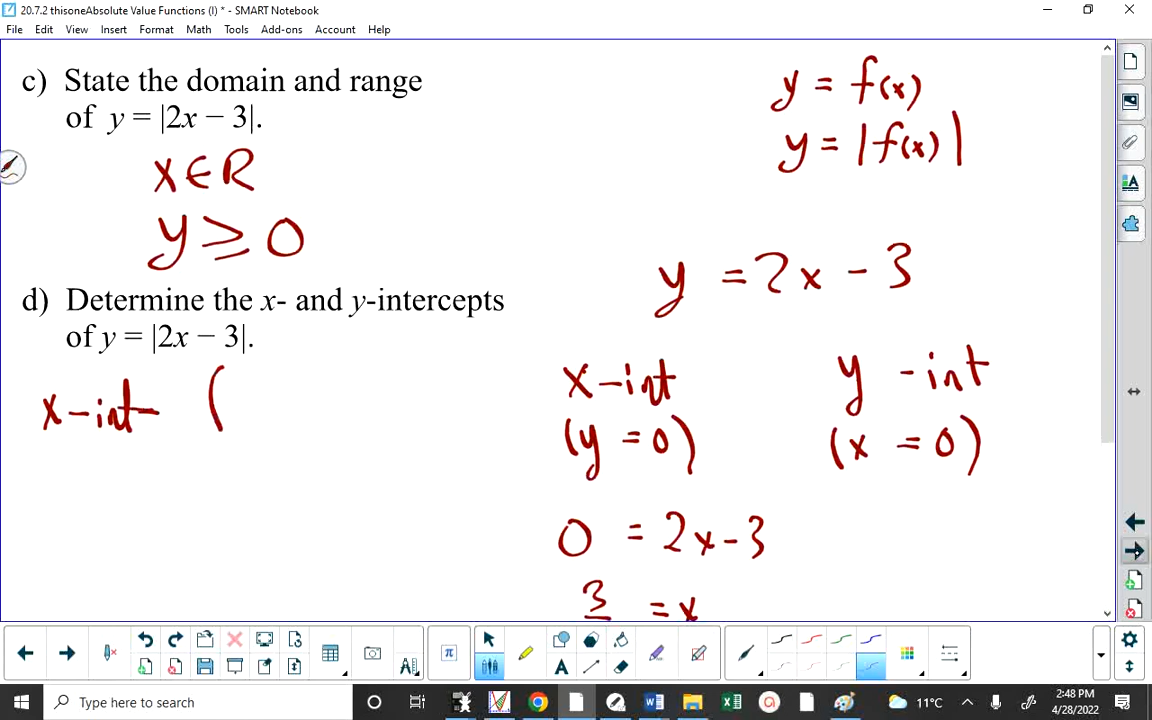 20.7.2 thisoneAbsolute Value Functions (I) * - SMART Notebook
File Edit View Insert Format Math Tools Add-ons Account Help
c) State the domain and range
of y = |2x − 3|.
x ∈ R
y ≥ 0
d) Determine the x- and y-intercepts
of y = |2x − 3|.
x-int (
y = f(x)
y = |f(x)|
y = 2x - 3
x-int y-int
(y = 0) (x = 0)
0 = 2x-3
3 = x
π
A
Type here to search
11°C
2:48 PM
4/28/2022